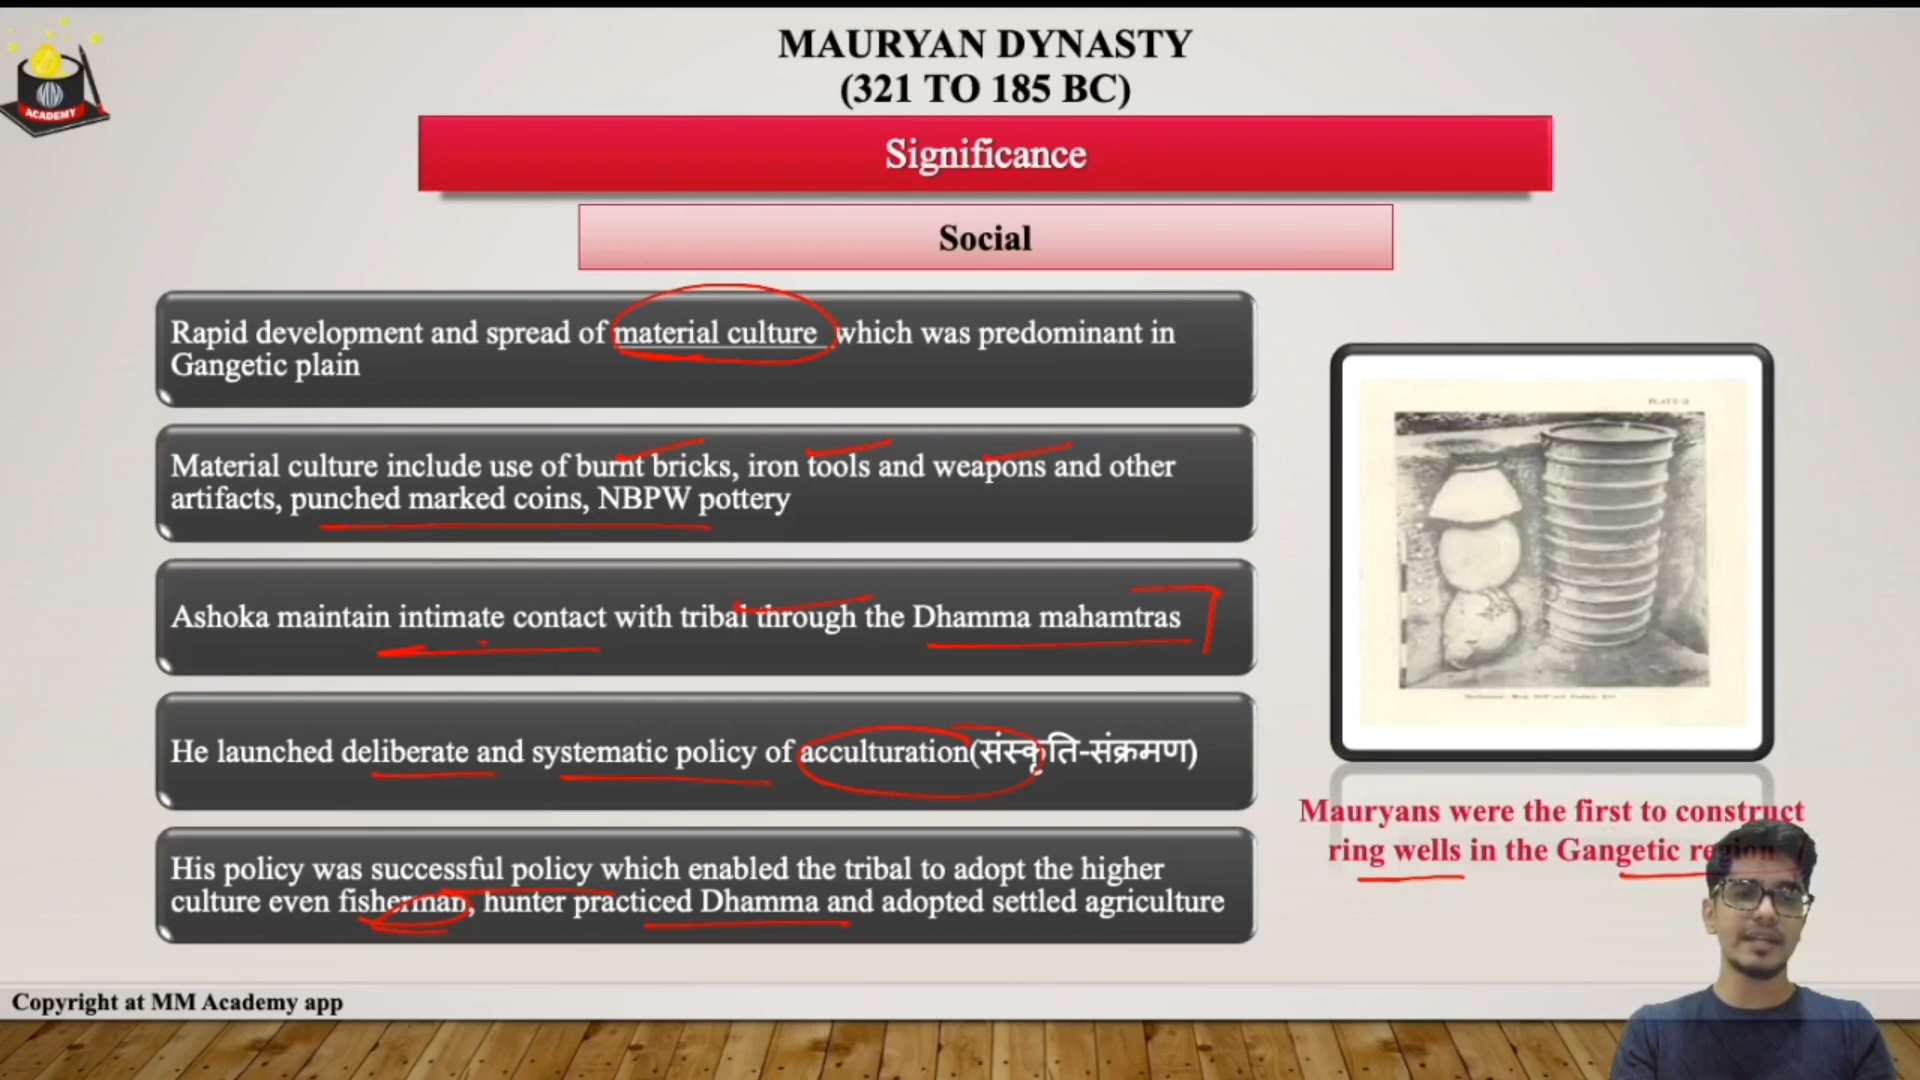 MAURYAN DYNASTY
(321 TO 185 BC)
ACADEMY
Significance
Social
Rapid development and spread of material culture which was predominant in
Gangetic plain
Material culture include use of burnt bricks, iron tools and weapons and other
artifacts, punched marked coins, NBPW pottery
Ashoka maintain intimate contact with tribal through the Dhamma mahamtras
He launched deliberate and systematic policy of acculturation(संस्कृति-संक्रमण)
His policy was successful policy which enabled the tribal to adopt the higher
culture even fisherman, hunter practiced Dhamma and adopted settled agriculture
Mauryans were the first to construct
ring wells in the Gangetic region
Copyright at MM Academy app